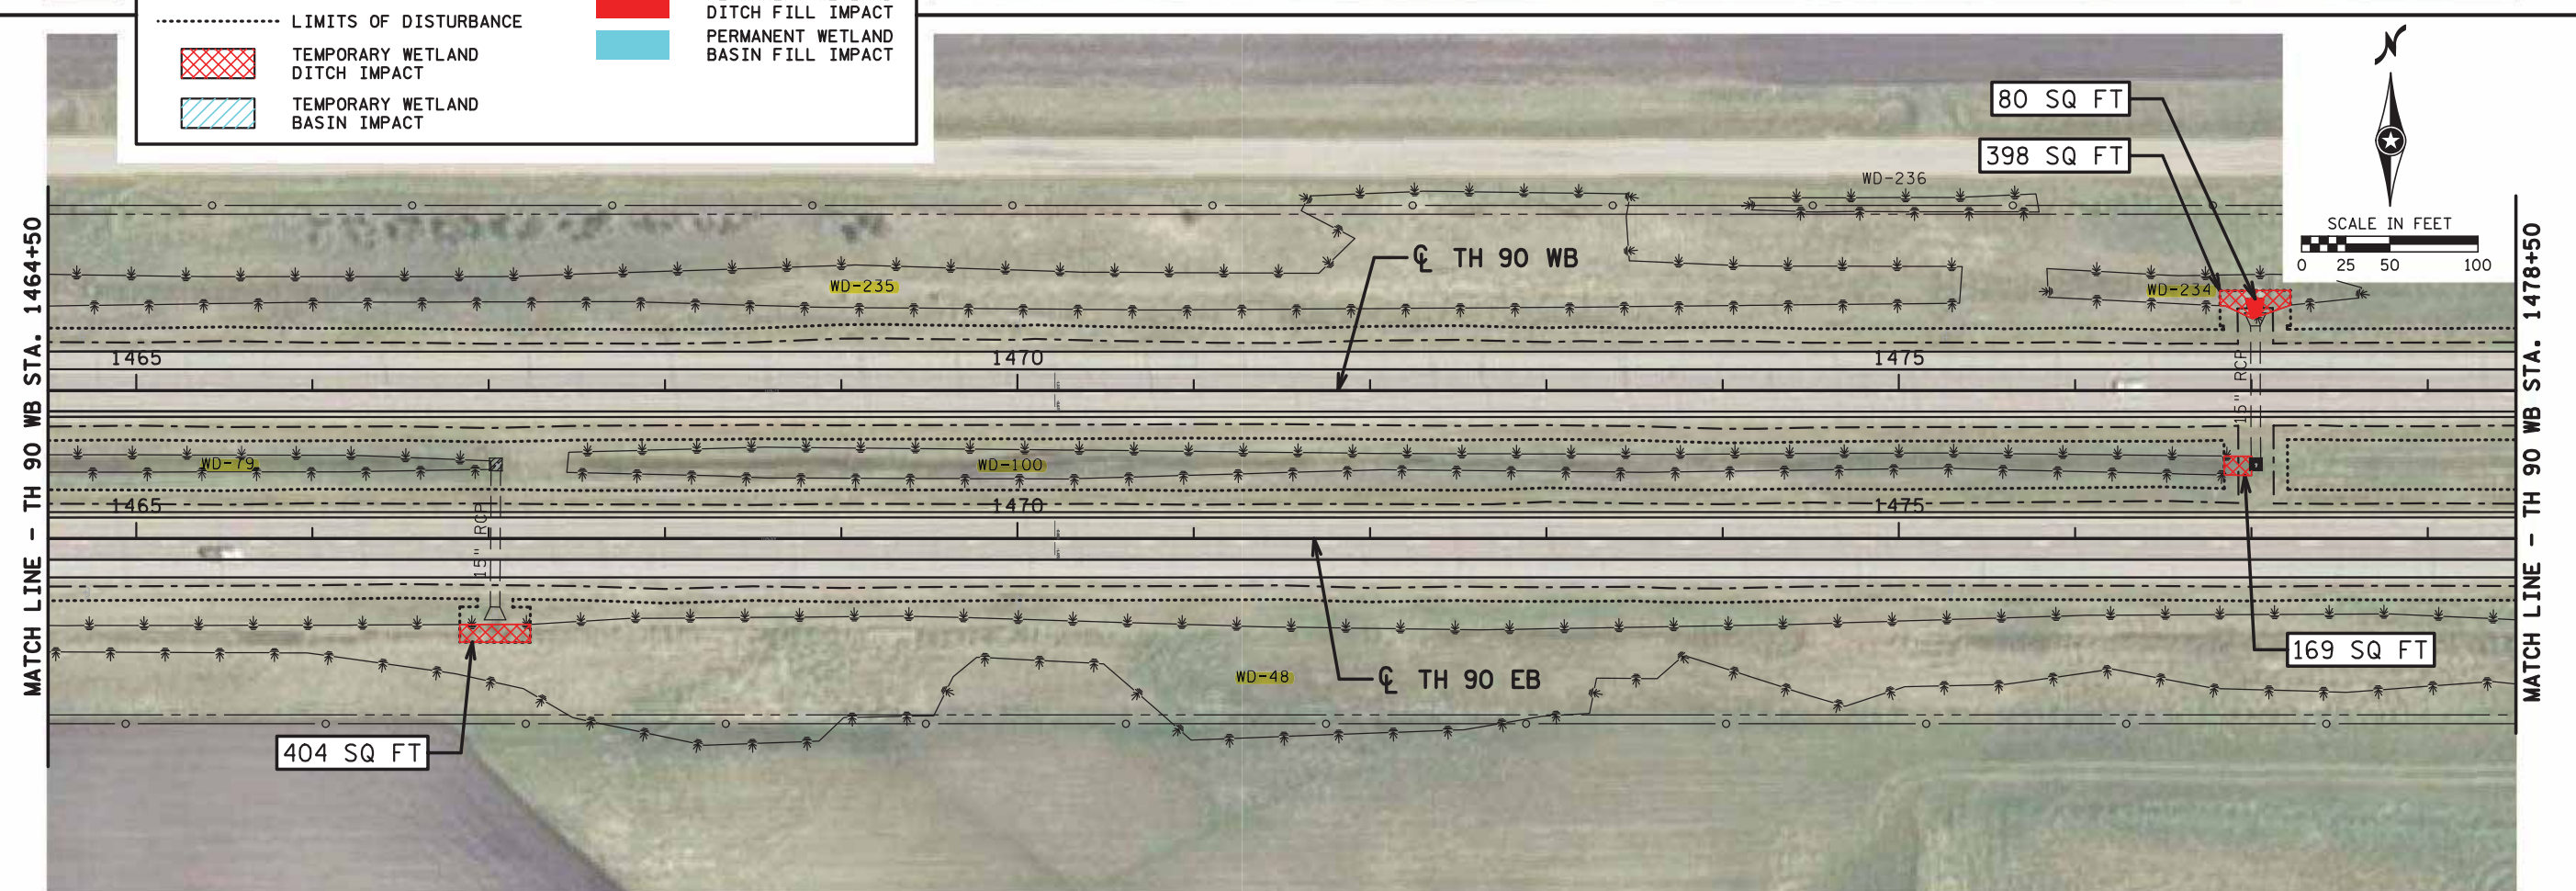 LIMITS OF DISTURBANCE
TEMPORARY WETLAND
DITCH IMPACT
TEMPORARY WETLAND
BASIN IMPACT
DITCH FILL IMPACT
PERMANENT WETLAND
BASIN FILL IMPACT
N
SCALE IN FEET
0 25 50 100
80 SQ FT
398 SQ FT
WD-236
℄ TH 90 WB
WD-235
WD-234
1465 1470 1475
15" RCP
WD-79
WD-100
1465 1470 1475
15" RCP
169 SQ FT
WD-48
℄ TH 90 EB
404 SQ FT
MATCH LINE - TH 90 WB STA. 1464+50
MATCH LINE - TH 90 WB STA. 1478+50